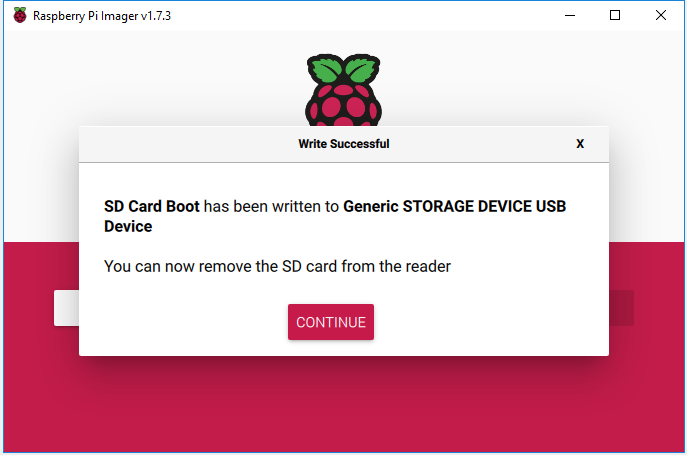 Raspberry Pi Imager v1.7.3
Write Successful
X
SD Card Boot has been written to Generic STORAGE DEVICE USB
Device
You can now remove the SD card from the reader
CONTINUE